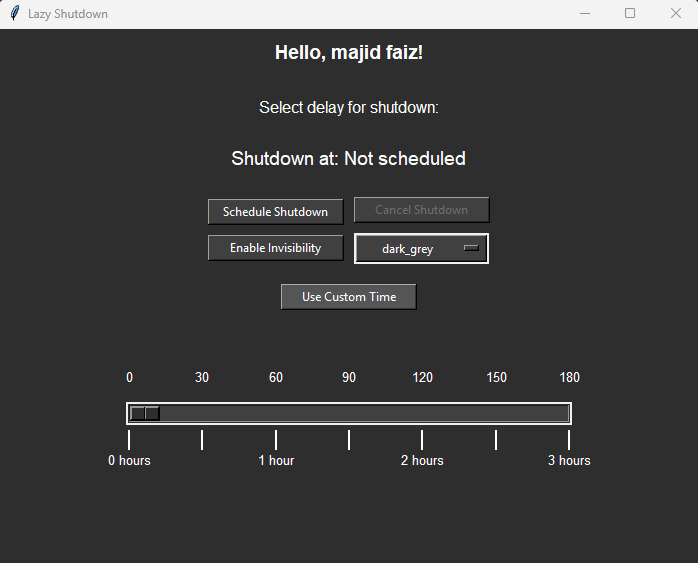 Lazy Shutdown
Hello, majid faiz!
Select delay for shutdown:
Shutdown at: Not scheduled
Schedule Shutdown Cancel Shutdown
Enable Invisibility dark_grey
Use Custom Time
0 30 60 90 120 150 180
0 hours 1 hour 2 hours 3 hours